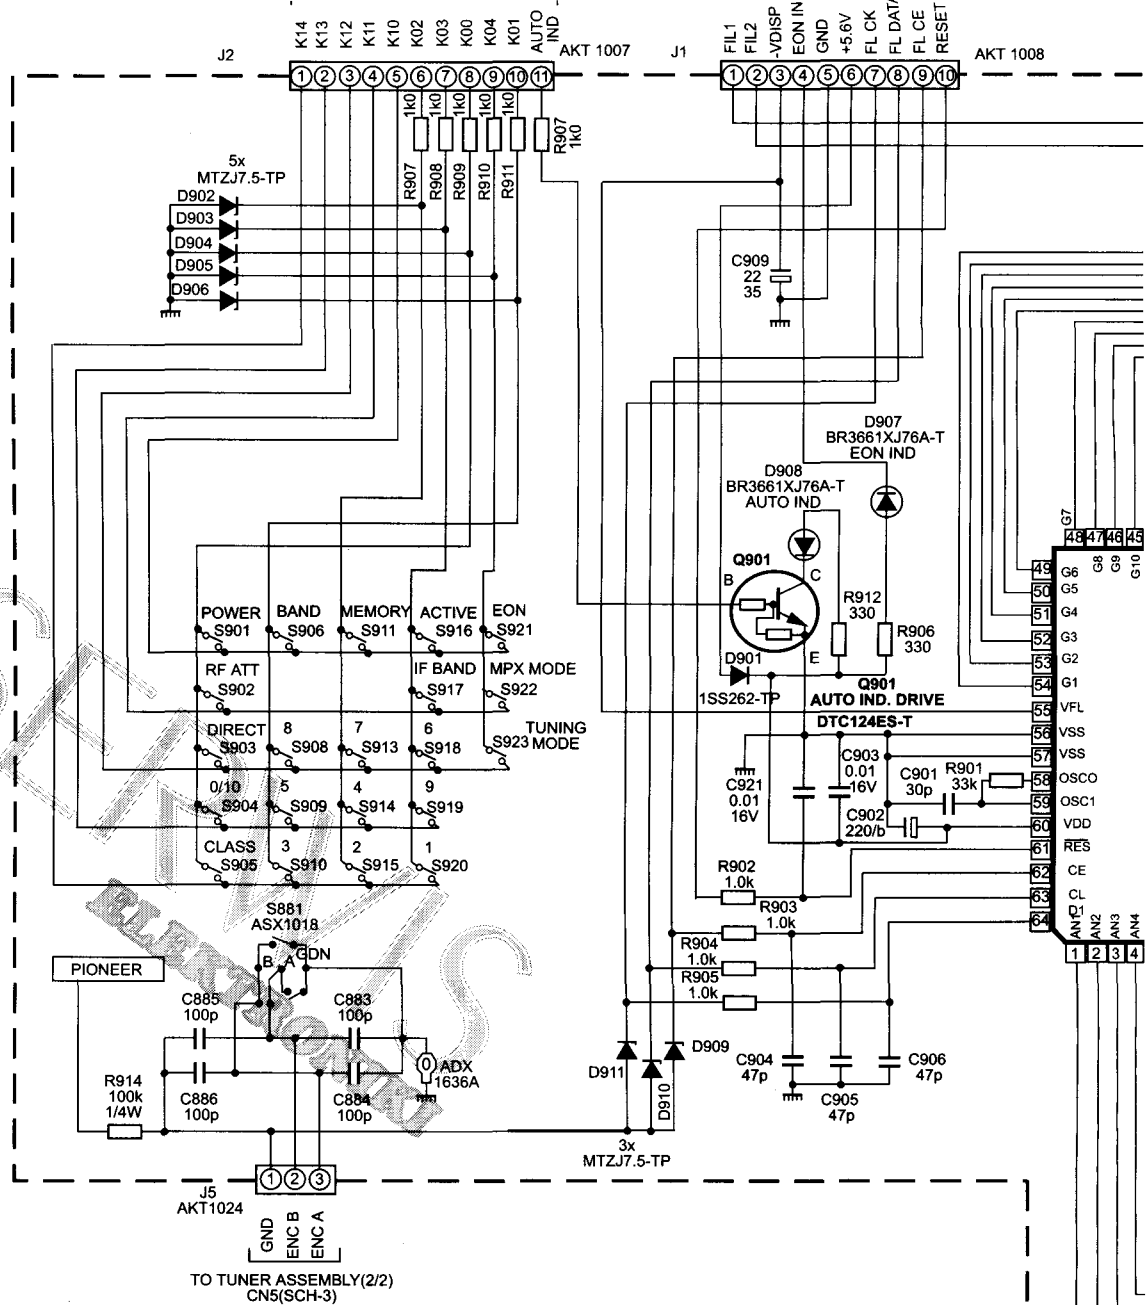 J2
K14
K13
K12
K11
K10
K02
K03
K00
K04
K01
AUTO IND
AKT 1007
1 2 3 4 5 6 7 8 9 10 11
J1
FIL1
FIL2
-VDISP
EON IN
GND
+5.6V
FL CK
FL DATA
FL CE
RESET
AKT 1008
1 2 3 4 5 6 7 8 9 10
1k0
1k0
1k0
1k0
1k0
R907
1k0
R907
R908
R909
R910
R911
5x
MTZJ7.5-TP
D902
D903
D904
D905
D906
C909
22
35
D907
BR3661XJ76A-T
EON IND
D908
BR3661XJ76A-T
AUTO IND
Q901
B
C
E
R912
330
R906
330
D901
1SS262-TP
Q901
AUTO IND. DRIVE
DTC124ES-T
C921
0.01
16V
C903
0.01
16V
C902
220/b
C901
30p
R901
33k
G7
48 47 46 45
G8
G9
G10
49 G6
50 G5
51 G4
52 G3
53 G2
54 G1
55 VFL
56 VSS
57 VSS
58 OSCO
59 OSC1
60 VDD
61 RES
62 CE
63 CL
64 D1
AN1
AN2
AN3
AN4
1 2 3 4
POWER
BAND
MEMORY
ACTIVE
EON
S901
S906
S911
S916
S921
RF ATT
IF BAND
MPX MODE
S902
S917
S922
DIRECT
8
7
6
TUNING
MODE
S903
S908
S913
S918
S923
0/10
5
4
9
S904
S909
S914
S919
CLASS
3
2
1
S905
S910
S915
S920
S881
ASX1018
B
A
GDN
PIONEER
C885
100p
C883
100p
C886
100p
C884
100p
ADX
1636A
R914
100k
1/4W
R902
1.0k
R903
1.0k
R904
1.0k
R905
1.0k
D909
D911
D910
3x
MTZJ7.5-TP
C904
47p
C905
47p
C906
47p
J5
AKT1024
1 2 3
GND
ENC B
ENC A
TO TUNER ASSEMBLY(2/2)
CN5(SCH-3)
ELEKTRONIKI